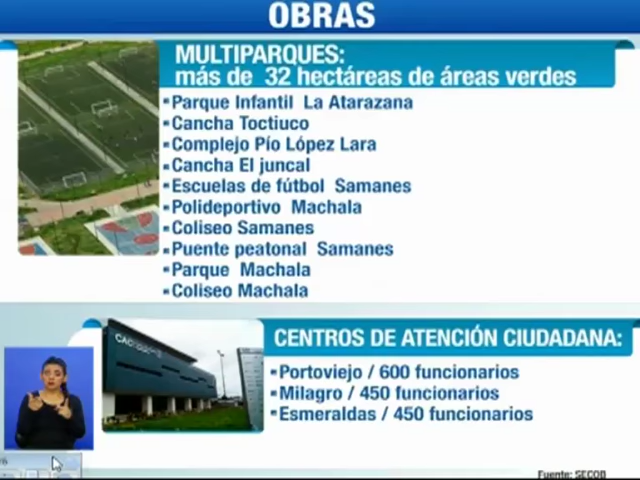 OBRAS
MULTIPARQUES:
más de 32 hectáreas de áreas verdes
Parque Infantil La Atarazana
Cancha Toctiuco
Complejo Pío López Lara
Cancha El juncal
Escuelas de fútbol Samanes
Polideportivo Machala
Coliseo Samanes
Puente peatonal Samanes
Parque Machala
Coliseo Machala
CENTROS DE ATENCIÓN CIUDADANA:
Portoviejo / 600 funcionarios
Milagro / 450 funcionarios
Esmeraldas / 450 funcionarios
Fuente: SECOB